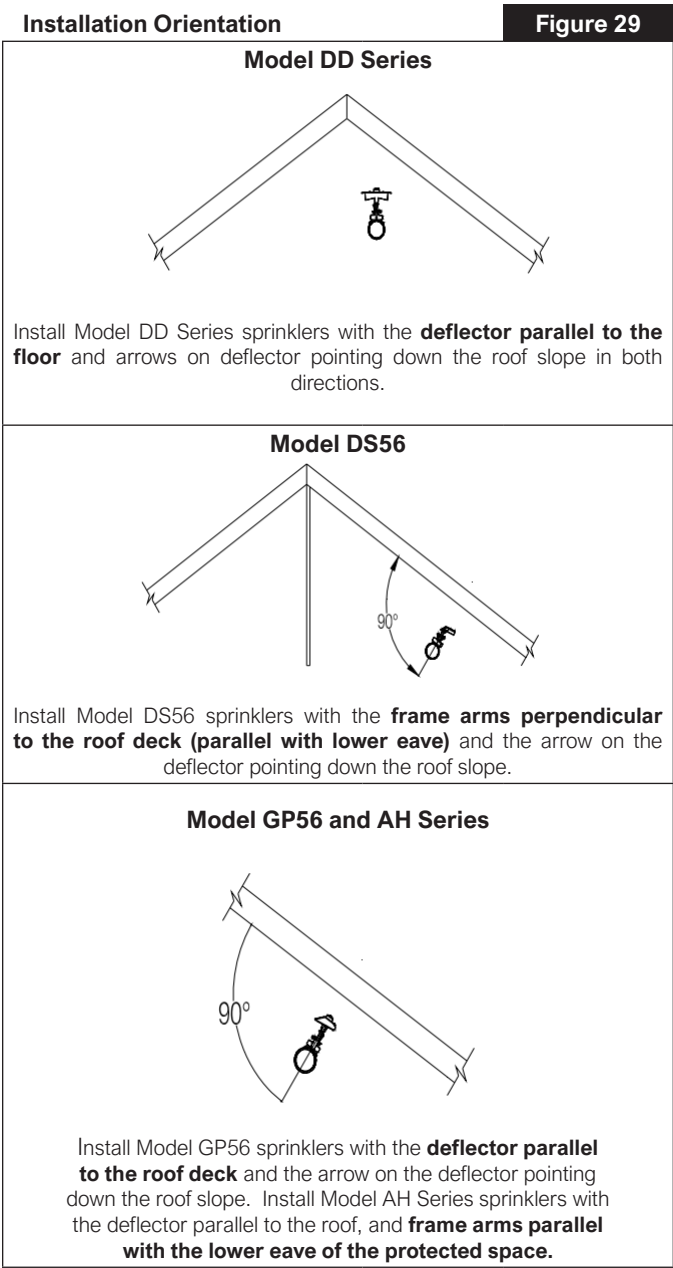 Installation Orientation
Figure 29
Model DD Series
Install Model DD Series sprinklers with the deflector parallel to the
floor and arrows on deflector pointing down the roof slope in both
directions.
Model DS56
90°
Install Model DS56 sprinklers with the frame arms perpendicular
to the roof deck (parallel with lower eave) and the arrow on the
deflector pointing down the roof slope.
Model GP56 and AH Series
90°
Install Model GP56 sprinklers with the deflector parallel
to the roof deck and the arrow on the deflector pointing
down the roof slope. Install Model AH Series sprinklers with
the deflector parallel to the roof, and frame arms parallel
with the lower eave of the protected space.